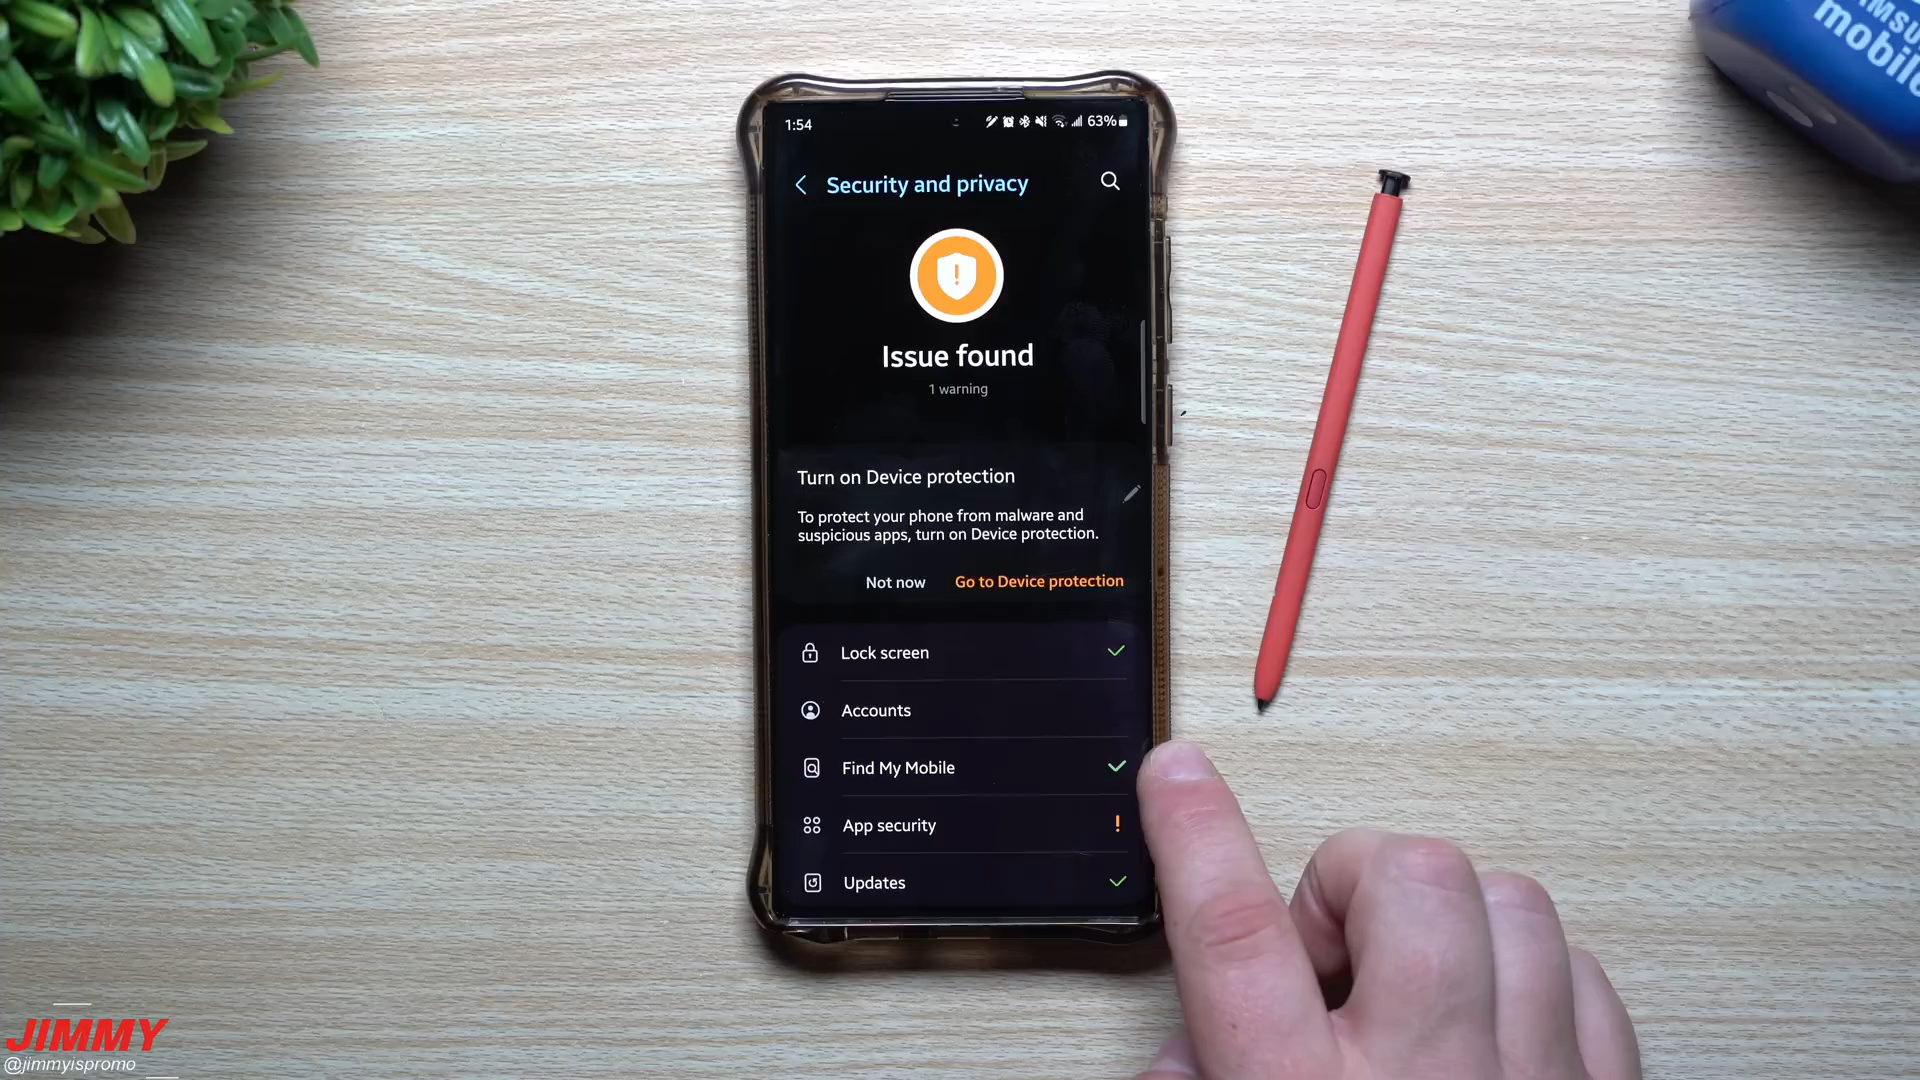 AMSU
mobile
1:54
63%
Security and privacy
Issue found
1 warning
Turn on Device protection
To protect your phone from malware and
suspicious apps, turn on Device protection.
Not now
Go to Device protection
Lock screen
Accounts
Find My Mobile
App security
Updates
JIMMY
@jimmyispromo